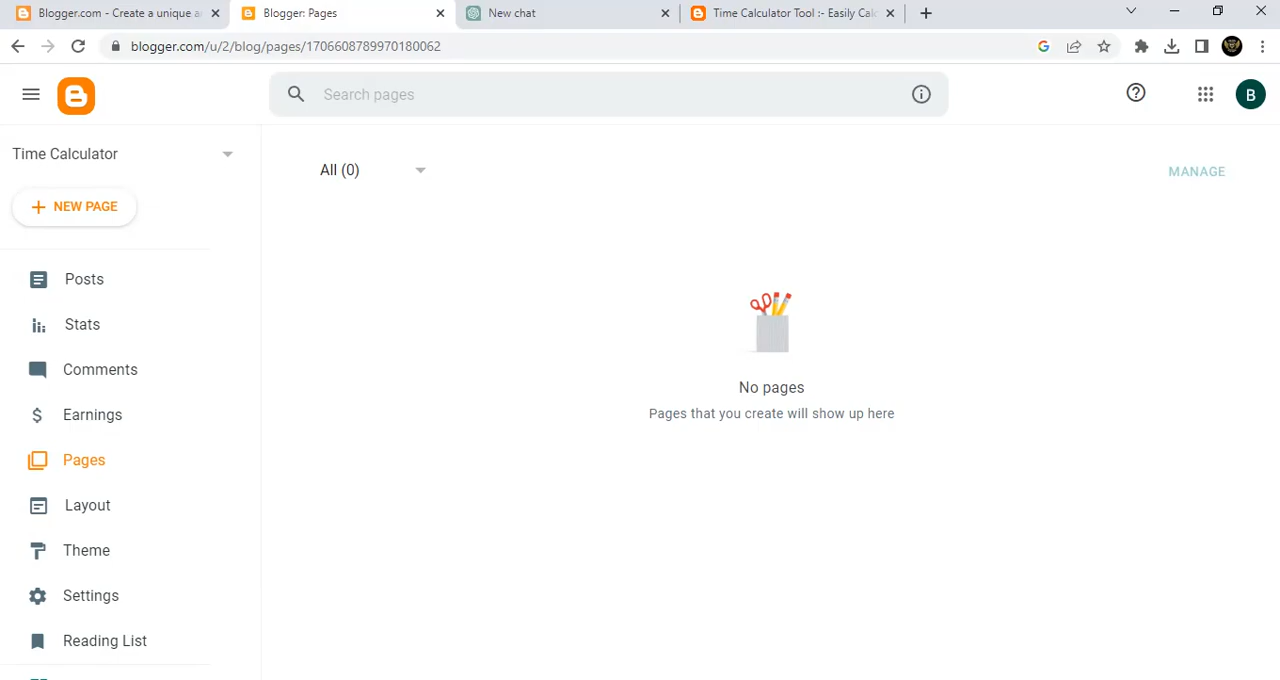 Blogger.com - Create a unique a
Blogger: Pages
New chat
Time Calculator Tool :- Easily Cal
blogger.com/u/2/blog/pages/1706608789970180062
Search pages
B
Time Calculator
All (0)
MANAGE
NEW PAGE
Posts
Stats
Comments
Earnings
Pages
Layout
Theme
Settings
Reading List
No pages
Pages that you create will show up here